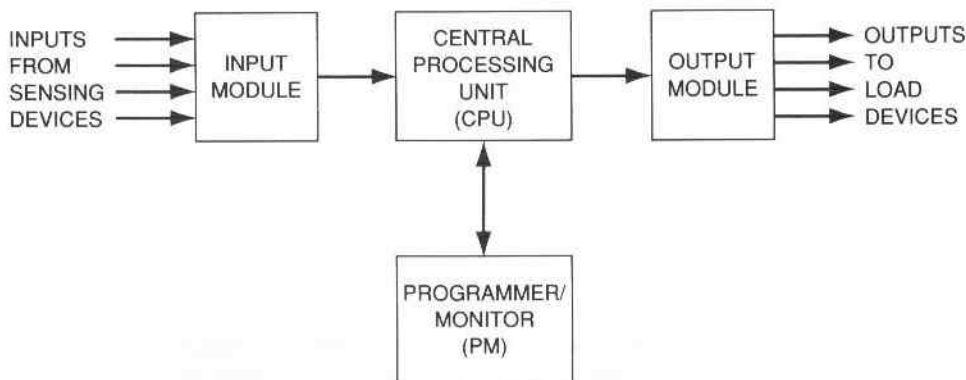 INPUTS
FROM
SENSING
DEVICES
INPUT
MODULE
CENTRAL
PROCESSING
UNIT
(CPU)
OUTPUT
MODULE
OUTPUTS
TO
LOAD
DEVICES
PROGRAMMER/
MONITOR
(PM)